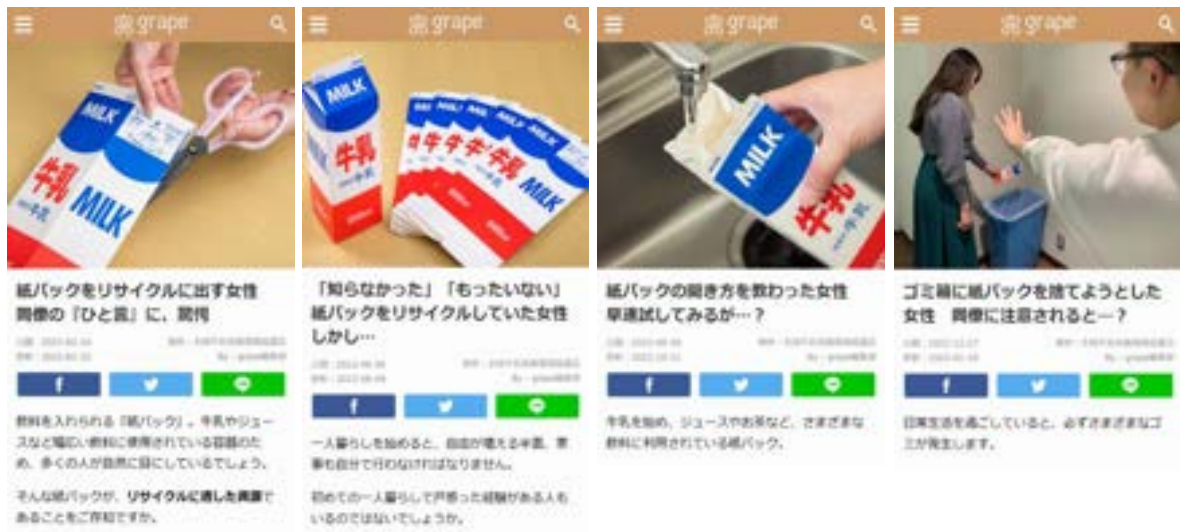 grape
MILK
牛乳
MILK
牛乳
紙パックをリサイクルに出す女性
同僚の『ひと言』に、驚愕
f
飲料を入れられる『紙パック』。牛乳やジュー
スなど幅広い飲料に使用されている容器のた
め、多くの人が自然に目にしているでしょう。
そんな紙パックが、リサイクルに適した資源で
あることをご存知ですか。
grape
MILK
牛乳
MILK
牛乳
「知らなかった」「もったいない」
紙パックをリサイクルしていた女性
しかし…
f
一人暮らしを始めると、自由が増える半面、家
事も自分で行わなければなりません。
初めての一人暮らしで戸惑った経験がある人も
いるのではないでしょうか。
grape
MILK
牛乳
牛乳
紙パックの開き方を教わった女性
早速試してみるが…？
f
牛乳を始め、ジュースやお茶など、さまざまな
飲料に利用されている紙パック。
grape
ゴミ箱に紙パックを捨てようとした
女性 同僚に注意されると…？
f
日常生活を過ごしていると、必ずさまざまなゴ
ミが発生します。